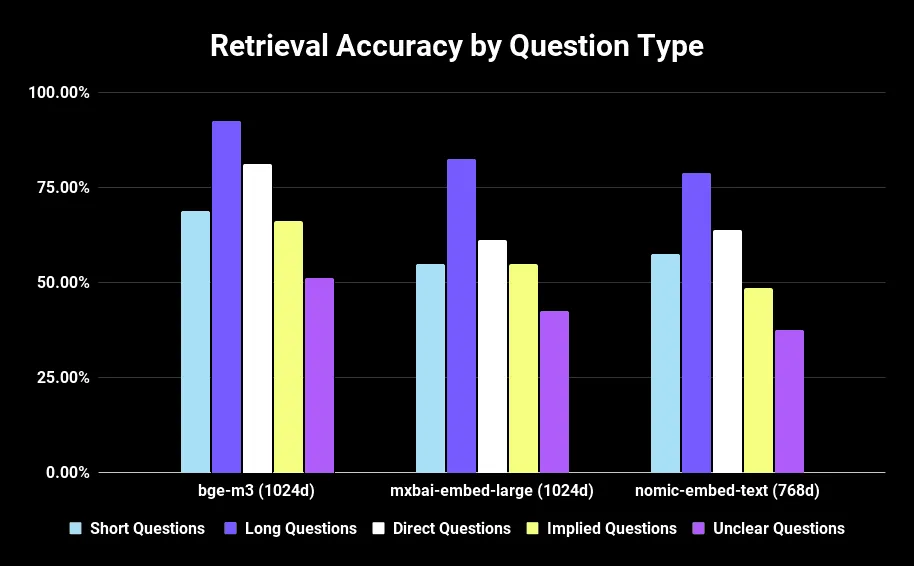 Retrieval Accuracy by Question Type
100.00%
75.00%
50.00%
25.00%
0.00%
bge-m3 (1024d) mxbai-embed-large (1024d) nomic-embed-text (768d)
Short Questions Long Questions Direct Questions Implied Questions Unclear Questions